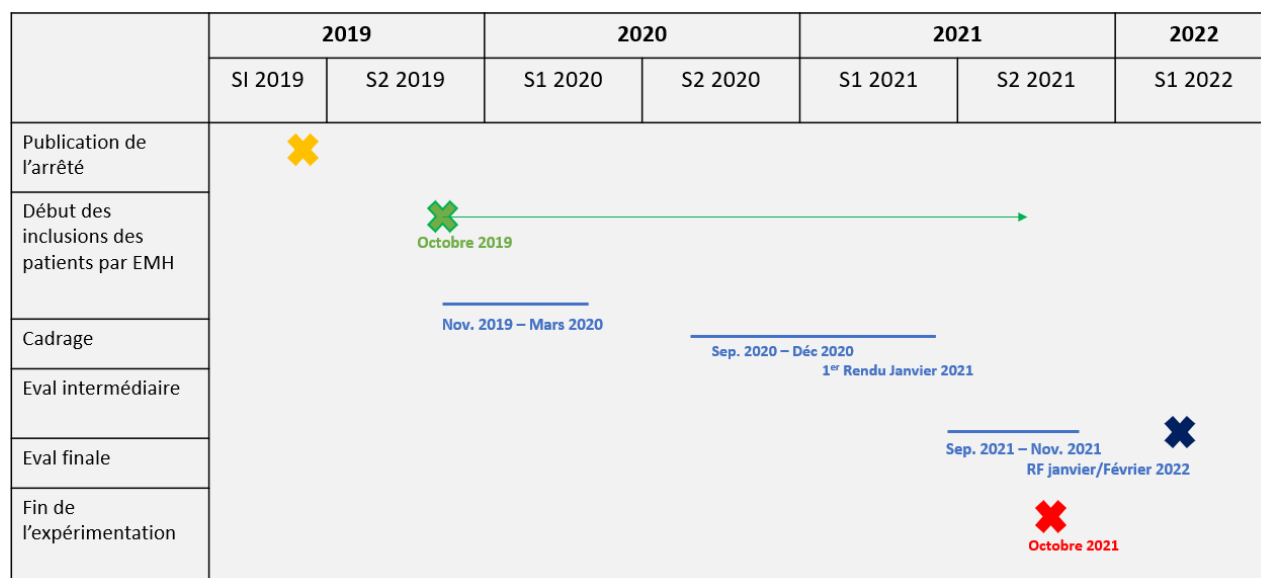 2019
2020
2021
2022
SI 2019
S2 2019
S1 2020
S2 2020
S1 2021
S2 2021
S1 2022
Publication de
l’arrêté
Début des
inclusions des
patients par EMH
Octobre 2019
Nov. 2019 – Mars 2020
Cadrage
Sep. 2020 – Déc 2020
1er Rendu Janvier 2021
Eval intermédiaire
Eval finale
Sep. 2021 – Nov. 2021
RF janvier/Février 2022
Fin de
l’expérimentation
Octobre 2021